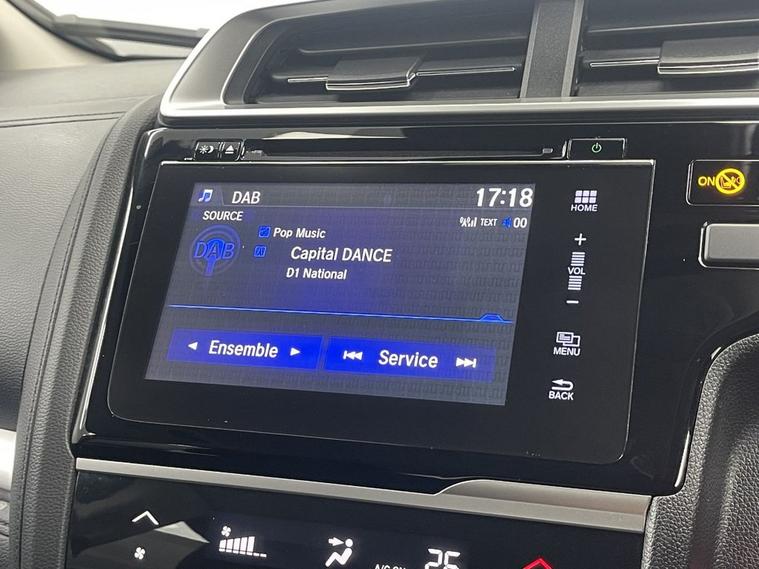 DAB
17:18
SOURCE
TEXT
00
DAB
Pop Music
Capital DANCE
D1 National
Ensemble
Service
HOME
+
VOL
−
MENU
BACK
ON
25